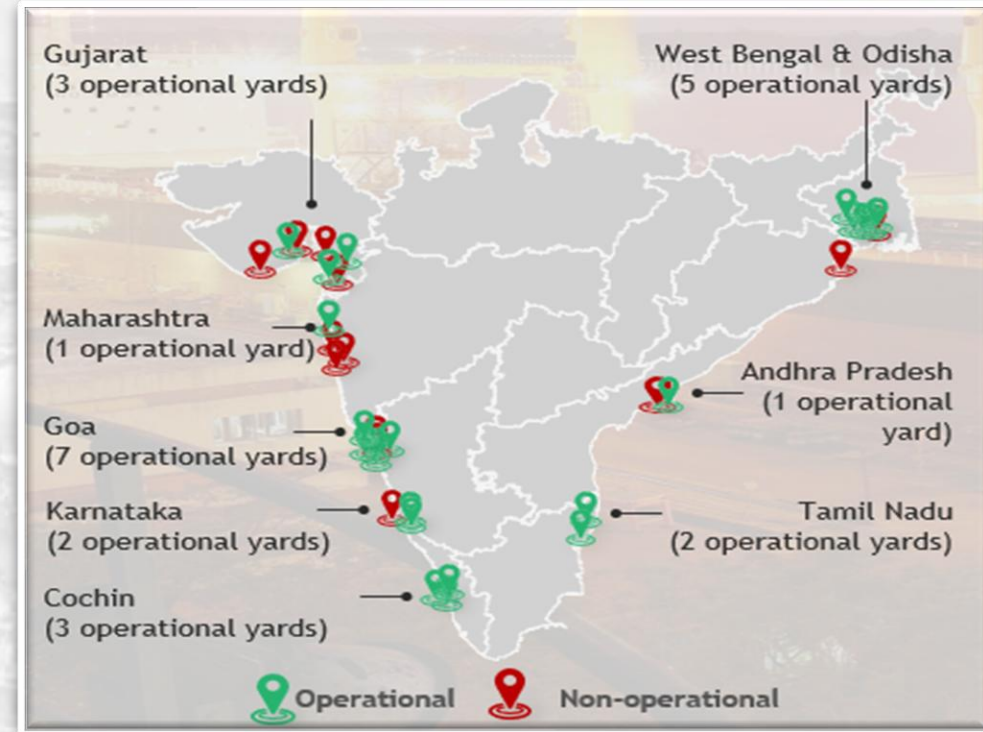 Gujarat
(3 operational yards)
West Bengal & Odisha
(5 operational yards)
Maharashtra
(1 operational yard)
Andhra Pradesh
(1 operational
yard)
Goa
(7 operational yards)
Karnataka
(2 operational yards)
Tamil Nadu
(2 operational yards)
Cochin
(3 operational yards)
Operational
Non-operational